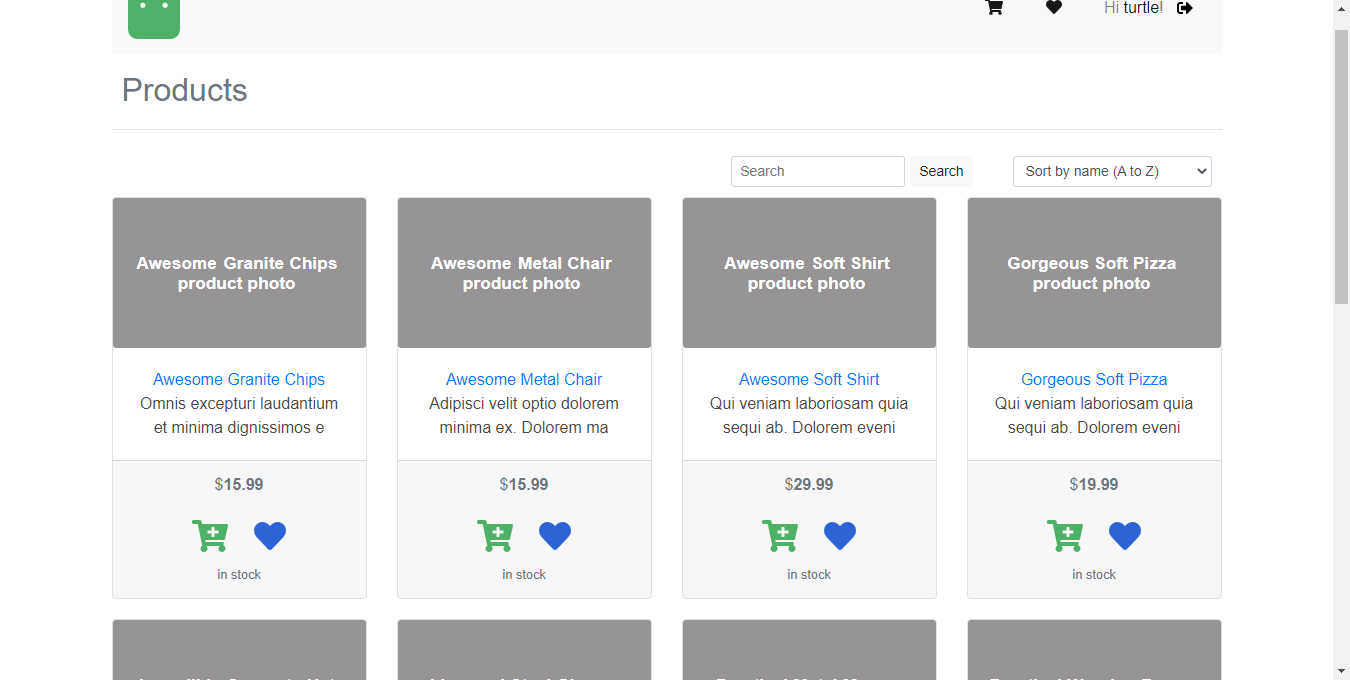 Hi turtle!
Products
Search
Search
Sort by name (A to Z)
Awesome Granite Chips
product photo
Awesome Metal Chair
product photo
Awesome Soft Shirt
product photo
Gorgeous Soft Pizza
product photo
Awesome Granite Chips
Omnis excepturi laudantium
et minima dignissimos e
Awesome Metal Chair
Adipisci velit optio dolorem
minima ex. Dolorem ma
Awesome Soft Shirt
Qui veniam laboriosam quia
sequi ab. Dolorem eveni
Gorgeous Soft Pizza
Qui veniam laboriosam quia
sequi ab. Dolorem eveni
$15.99
$15.99
$29.99
$19.99
in stock
in stock
in stock
in stock